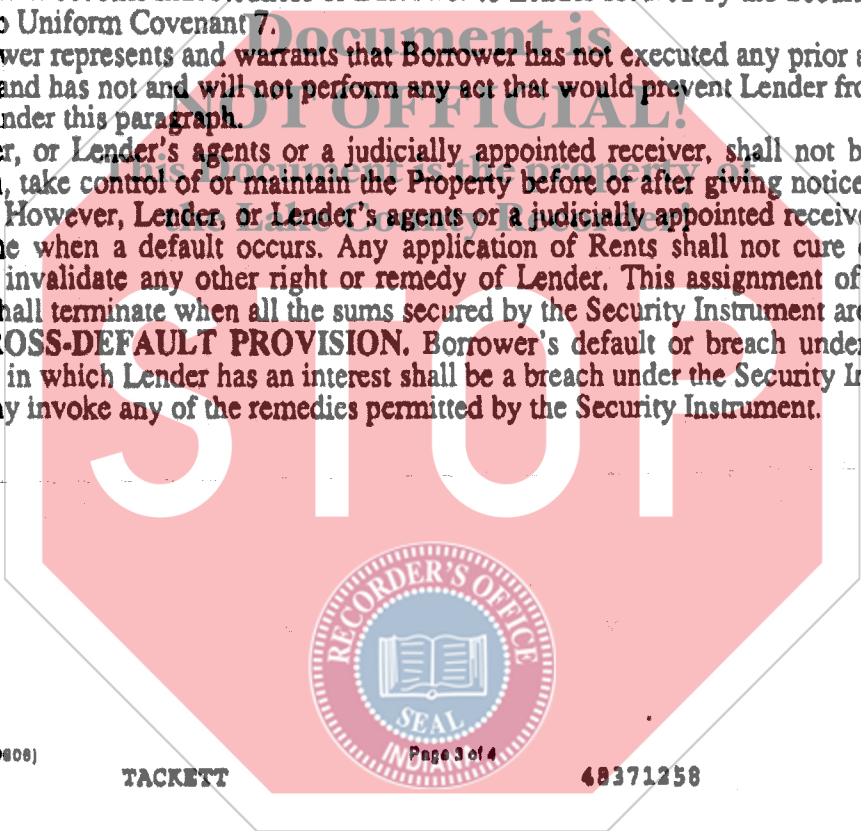 Uniform Covenant 7.
Document is
wer represents and warrants that Borrower has not executed any prior
and has not and will not perform any act that would prevent Lender fro
NOT OFFICIAL!
nder this paragraph.
er, or Lender's agents or a judicially appointed receiver, shall not b
This Document is the property of
, take control of or maintain the Property before or after giving notice
However, Lender, or Lender's agents or a judicially appointed receiv
the Lake County Recorder!
e when a default occurs. Any application of Rents shall not cure
invalidate any other right or remedy of Lender. This assignment of
hall terminate when all the sums secured by the Security Instrument are
ROSS-DEFAULT PROVISION. Borrower's default or breach under
in which Lender has an interest shall be a breach under the Security In
y invoke any of the remedies permitted by the Security Instrument.
STOP
RECORDER'S OFFICE
SEAL
INDIANA
Page 3 of 4
TACKETT 48371258